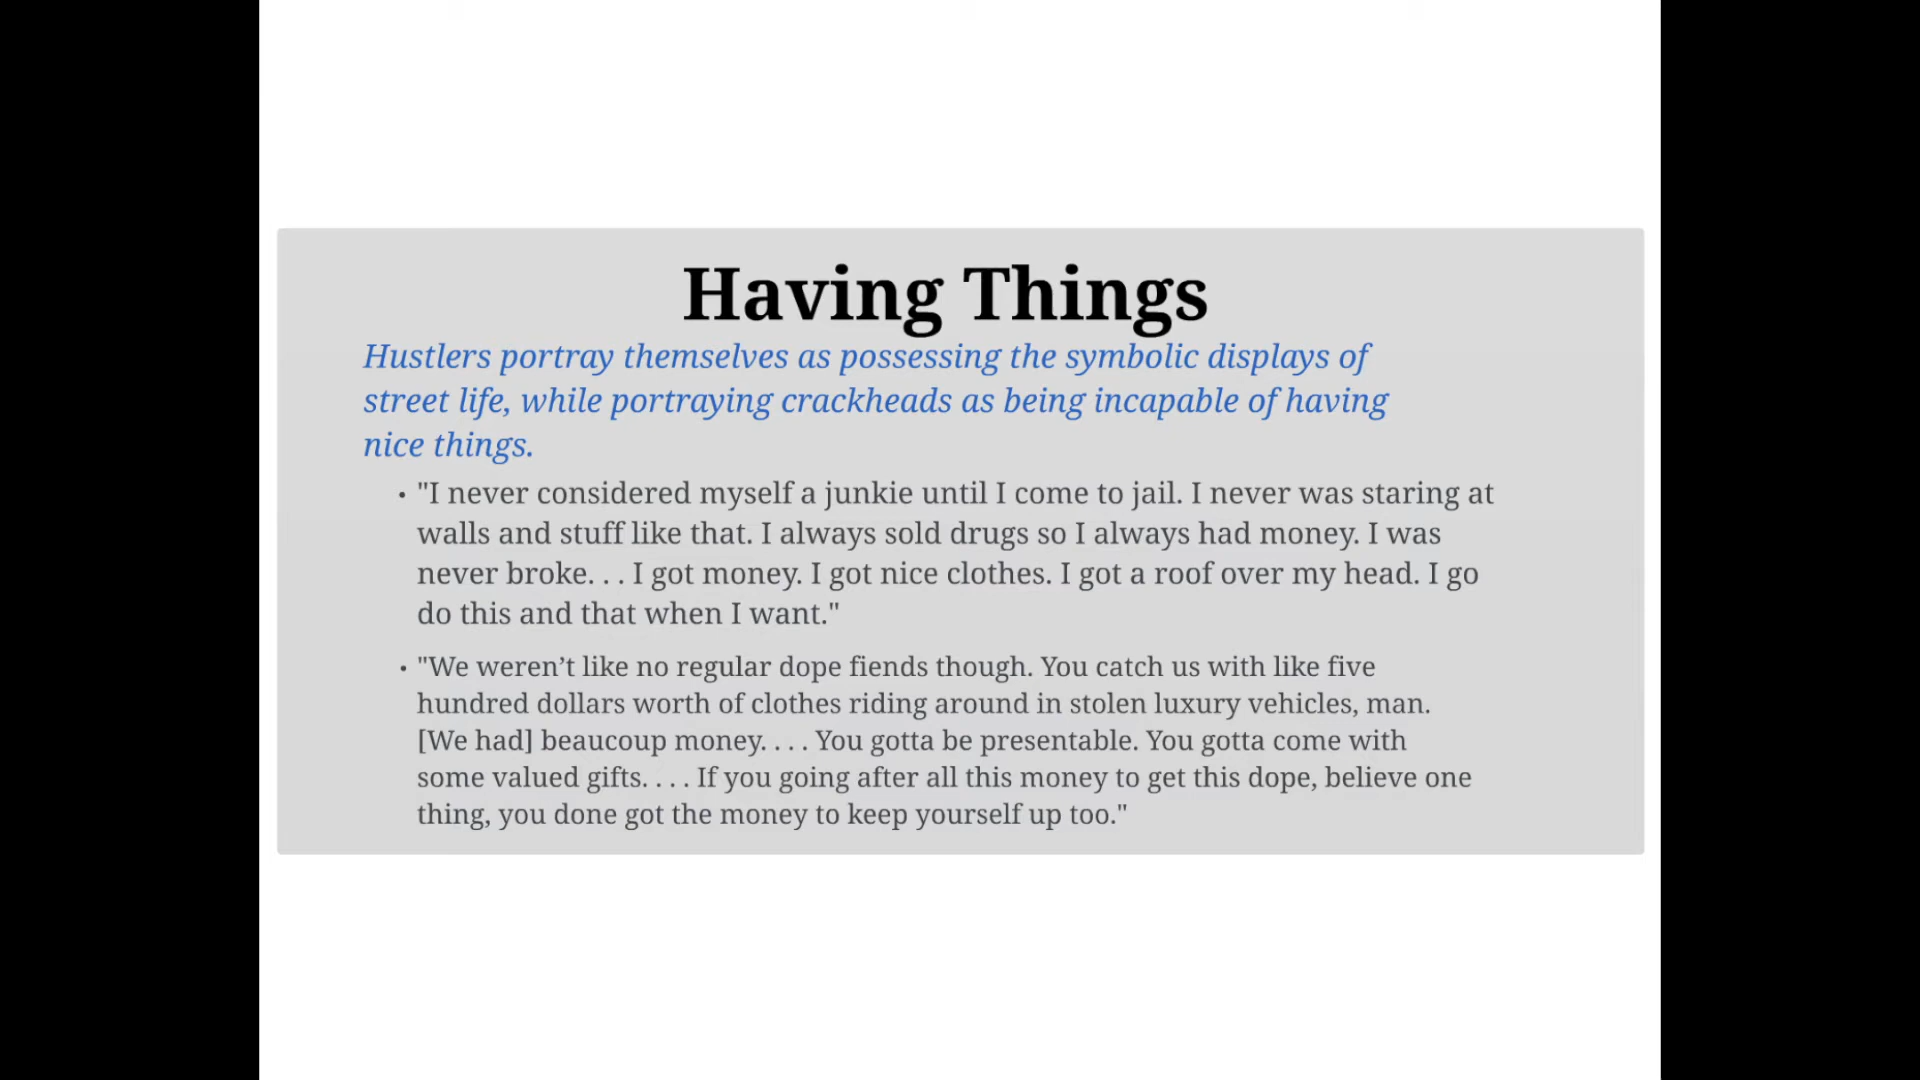 Having Things
Hustlers portray themselves as possessing the symbolic displays of
street life, while portraying crackheads as being incapable of having
nice things.
• "I never considered myself a junkie until I come to jail. I never was staring at
walls and stuff like that. I always sold drugs so I always had money. I was
never broke. . . I got money. I got nice clothes. I got a roof over my head. I go
do this and that when I want."
• "We weren’t like no regular dope fiends though. You catch us with like five
hundred dollars worth of clothes riding around in stolen luxury vehicles, man.
[We had] beaucoup money. . . . You gotta be presentable. You gotta come with
some valued gifts. . . . If you going after all this money to get this dope, believe one
thing, you done got the money to keep yourself up too."